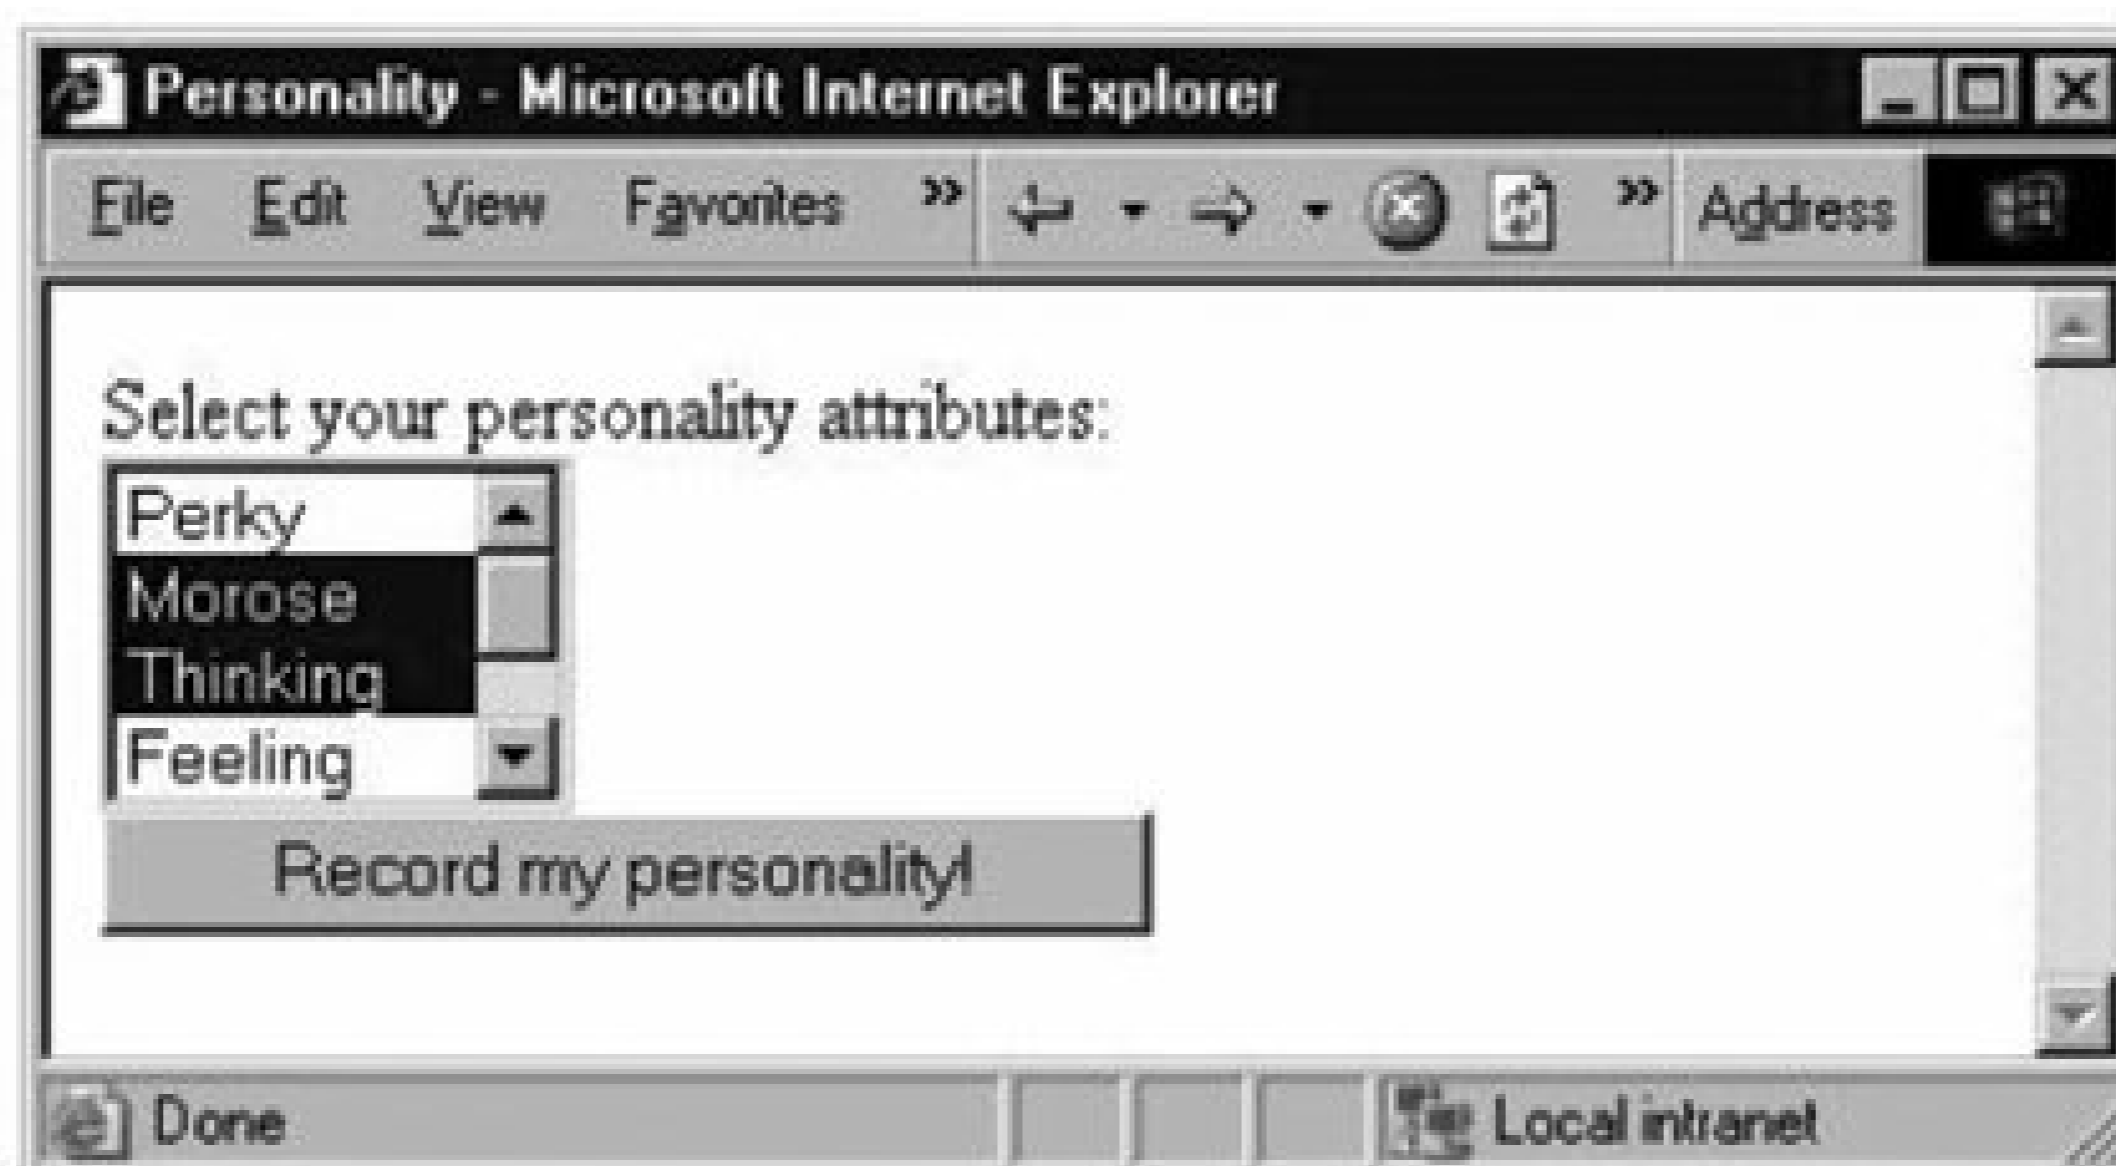 Personality - Microsoft Internet Explorer
File Edit View Favorites » » Address
Select your personality attributes:
Perky
Morose
Thinking
Feeling
Record my personality!
Done Local intranet